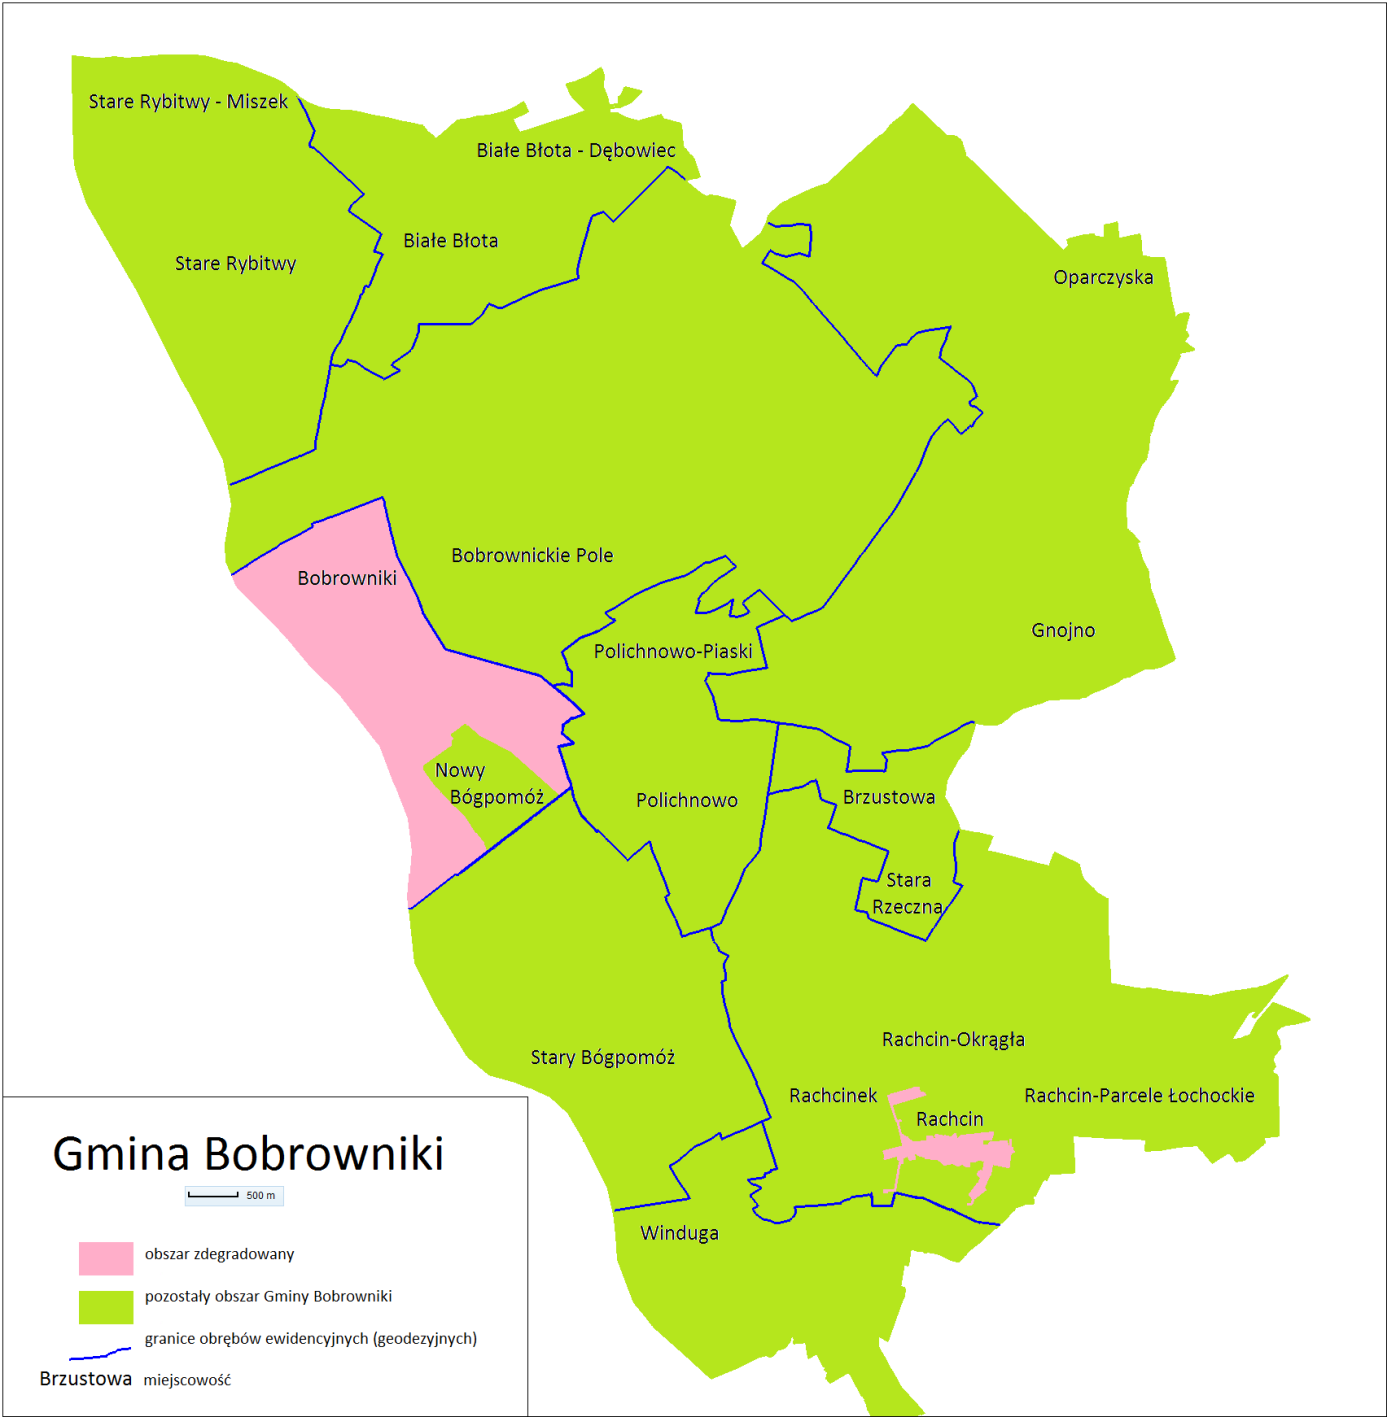 Stare Rybitwy - Miszek
Białe Błota - Dębowiec
Białe Błota
Stare Rybitwy
Oparczyska
Bobrownickie Pole
Bobrowniki
Gnojno
Polichnowo-Piaski
Nowy
Bógpomóż
Polichnowo
Brzustowa
Stara
Rzeczna
Rachcin-Okrągła
Stary Bógpomóż
Rachcinek
Rachcin-Parcele Łochockie
Rachcin
Winduga
Gmina Bobrowniki
500 m
obszar zdegradowany
pozostały obszar Gminy Bobrowniki
granice obrębów ewidencyjnych (geodezyjnych)
Brzustowa miejscowość